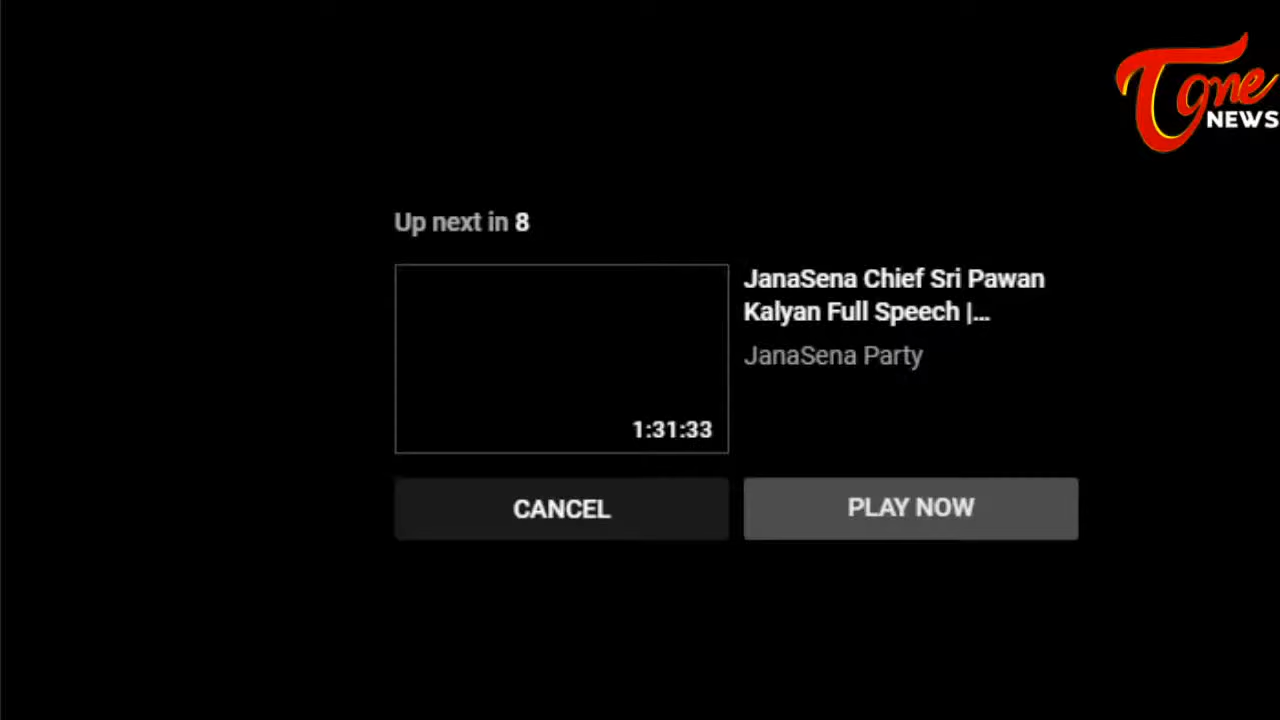 Tone
NEWS
Up next in 8
JanaSena Chief Sri Pawan
Kalyan Full Speech |...
JanaSena Party
1:31:33
CANCEL
PLAY NOW